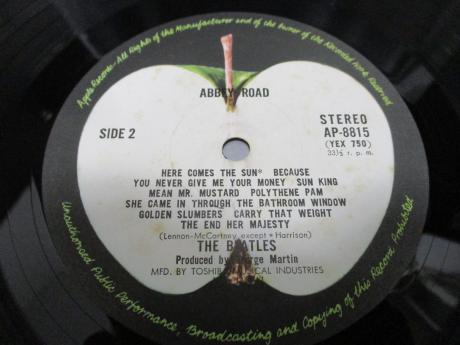 Apple Records-All Rights of the Manufacturer and of the Owner of the Recorded Work Reserved
ABBEY ROAD
SIDE 2
STEREO
AP-8815
(YEX 750)
33⅓ r. p. m.
HERE COMES THE SUN* BECAUSE
YOU NEVER GIVE ME YOUR MONEY SUN KING
MEAN MR. MUSTARD POLYTHENE PAM
SHE CAME IN THROUGH THE BATHROOM WINDOW
GOLDEN SLUMBERS CARRY THAT WEIGHT
THE END HER MAJESTY
(Lennon-McCartney except * Harrison)
THE BEATLES
Produced by George Martin
MFD. BY TOSHIBA MUSICAL INDUSTRIES
Unauthorized Public Performance, Broadcasting and Copying of this Record Prohibited